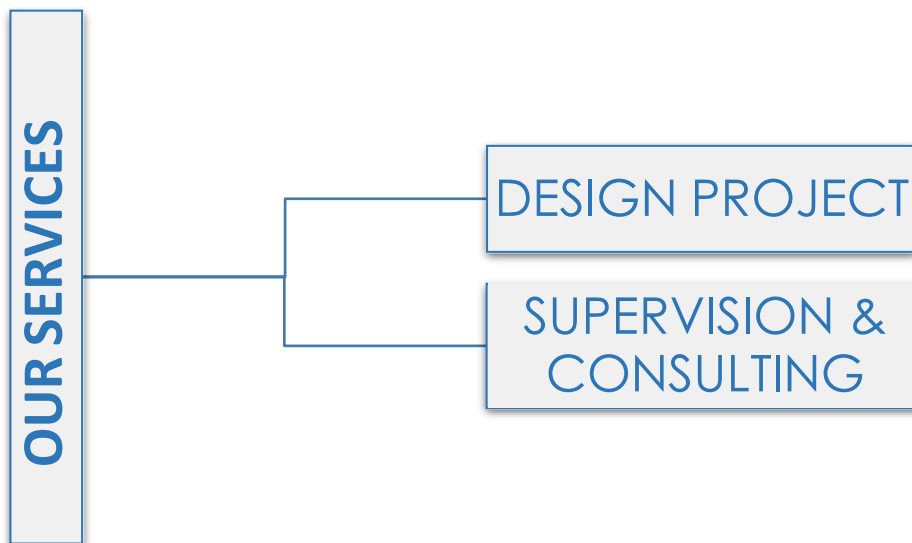 OUR SERVICES
DESIGN PROJECT
SUPERVISION &
CONSULTING